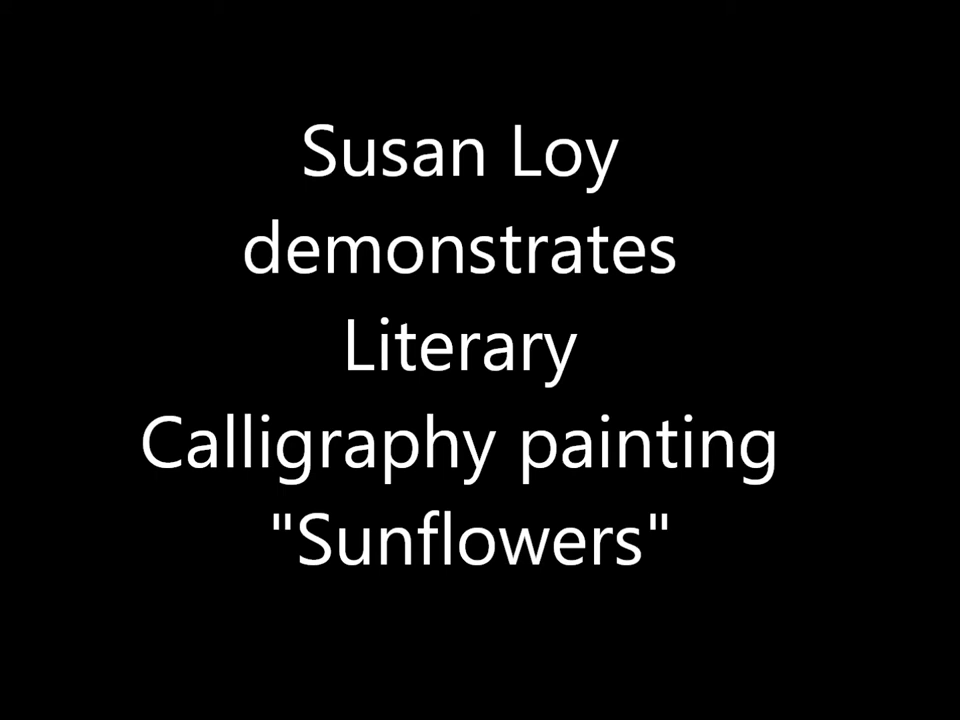 Susan Loy
demonstrates
Literary
Calligraphy painting
"Sunflowers"